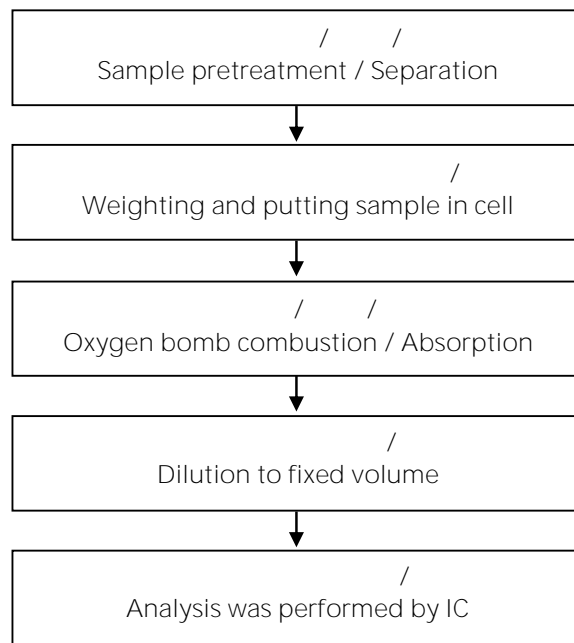 / /
Sample pretreatment / Separation
/
Weighting and putting sample in cell
/ /
Oxygen bomb combustion / Absorption
/
Dilution to fixed volume
/
Analysis was performed by IC